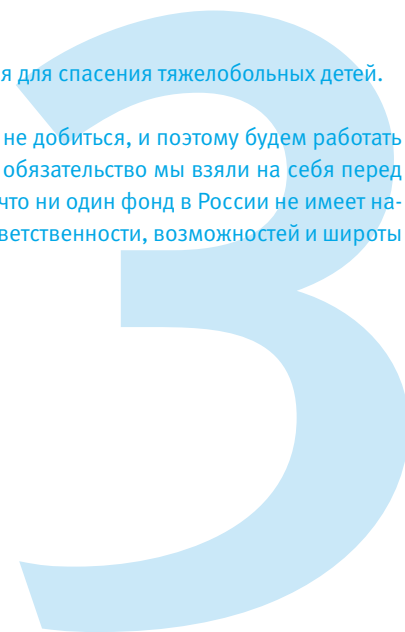 я для спасения тяжелобольных детей.
не добиться, и поэтому будем работать
обязательство мы взяли на себя перед
что ни один фонд в России не имеет на-
ветственности, возможностей и широты
3